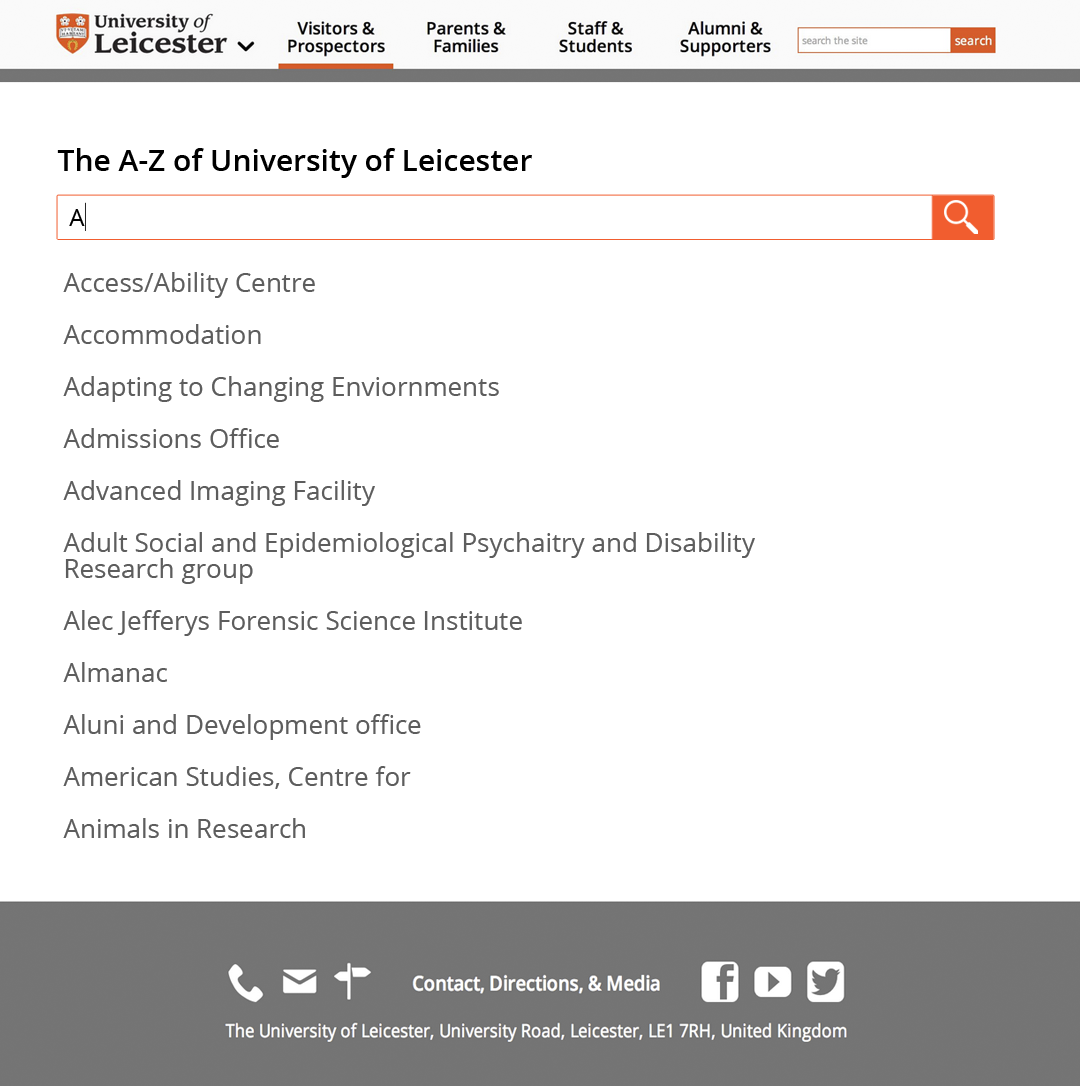 University of
Leicester
Visitors &
Prospectors
Parents &
Families
Staff &
Students
Alumni &
Supporters
search the site
search
The A-Z of University of Leicester
A
Access/Ability Centre
Accommodation
Adapting to Changing Enviornments
Admissions Office
Advanced Imaging Facility
Adult Social and Epidemiological Psychaitry and Disability
Research group
Alec Jefferys Forensic Science Institute
Almanac
Aluni and Development office
American Studies, Centre for
Animals in Research
Contact, Directions, & Media
The University of Leicester, University Road, Leicester, LE1 7RH, United Kingdom